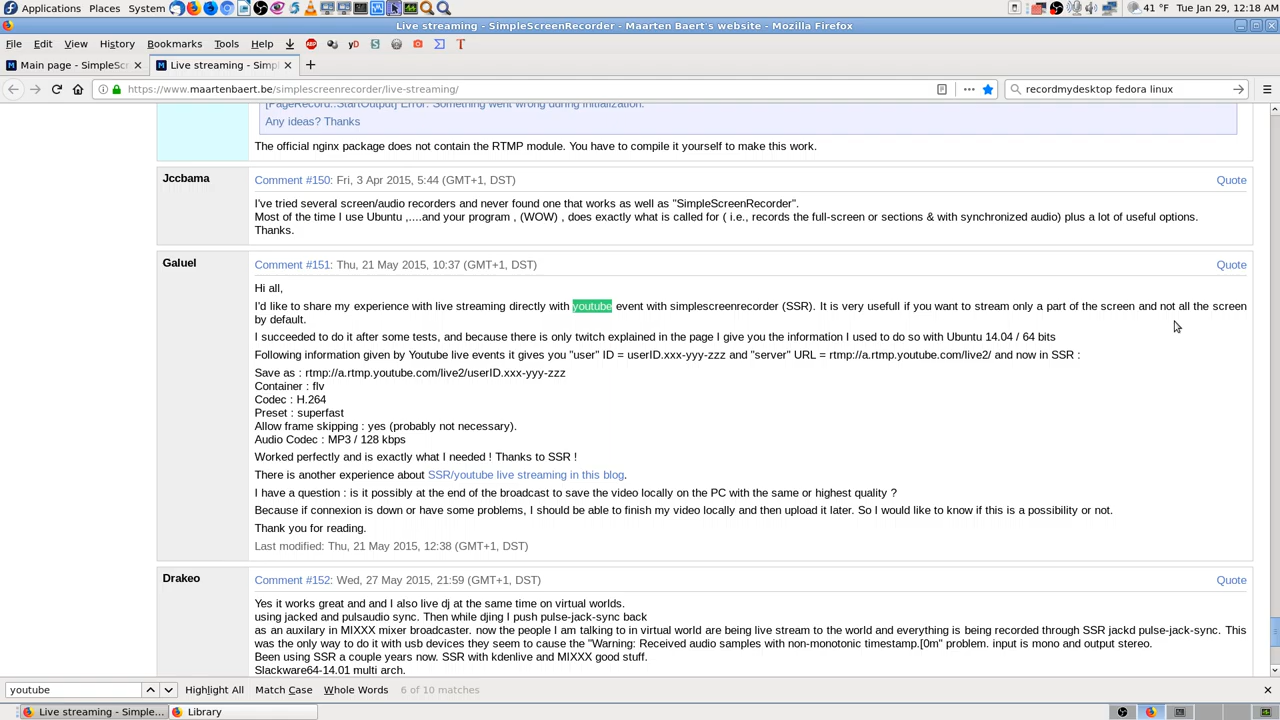 Applications Places System 41 °F Tue Jan 29, 12:18 AM
Live streaming - SimpleScreenRecorder - Maarten Baert's website - Mozilla Firefox
File Edit View History Bookmarks Tools Help
Main page - SimpleSc Live streaming - Simpl
https://www.maartenbaert.be/simplescreenrecorder/live-streaming/ recordmydesktop fedora linux
[PageRecord::StartOutput] Error: Something went wrong during initialization.
Any ideas? Thanks
The official nginx package does not contain the RTMP module. You have to compile it yourself to make this work.
Jccbama
Comment #150: Fri, 3 Apr 2015, 5:44 (GMT+1, DST) Quote
I've tried several screen/audio recorders and never found one that works as well as "SimpleScreenRecorder".
Most of the time I use Ubuntu ,....and your program , (WOW) , does exactly what is called for ( i.e., records the full-screen or sections & with synchronized audio) plus a lot of useful options.
Thanks.
Galuel
Comment #151: Thu, 21 May 2015, 10:37 (GMT+1, DST) Quote
Hi all,
I'd like to share my experience with live streaming directly with youtube event with simplescreenrecorder (SSR). It is very usefull if you want to stream only a part of the screen and not all the screen
by default.
I succeeded to do it after some tests, and because there is only twitch explained in the page I give you the information I used to do so with Ubuntu 14.04 / 64 bits
Following information given by Youtube live events it gives you "user" ID = userID.xxx-yyy-zzz and "server" URL = rtmp://a.rtmp.youtube.com/live2/ and now in SSR :
Save as : rtmp://a.rtmp.youtube.com/live2/userID.xxx-yyy-zzz
Container : flv
Codec : H.264
Preset : superfast
Allow frame skipping : yes (probably not necessary).
Audio Codec : MP3 / 128 kbps
Worked perfectly and is exactly what I needed ! Thanks to SSR !
There is another experience about SSR/youtube live streaming in this blog.
I have a question : is it possibly at the end of the broadcast to save the video locally on the PC with the same or highest quality ?
Because if connexion is down or have some problems, I should be able to finish my video locally and then upload it later. So I would like to know if this is a possibility or not.
Thank you for reading.
Last modified: Thu, 21 May 2015, 12:38 (GMT+1, DST)
Drakeo
Comment #152: Wed, 27 May 2015, 21:59 (GMT+1, DST) Quote
Yes it works great and and I also live dj at the same time on virtual worlds.
using jacked and pulsaudio sync. Then while djing I push pulse-jack-sync back
as an auxilary in MIXXX mixer broadcaster. now the people I am talking to in virtual world are being live stream to the world and everything is being recorded through SSR jackd pulse-jack-sync. This
was the only way to do it with usb devices they seem to cause the "Warning: Received audio samples with non-monotonic timestamp.[0m" problem. input is mono and output stereo.
Been using SSR a couple years now. SSR with kdenlive and MIXXX good stuff.
Slackware64-14.01 multi arch.
youtube Highlight All Match Case Whole Words 6 of 10 matches
Live streaming - Simple... Library